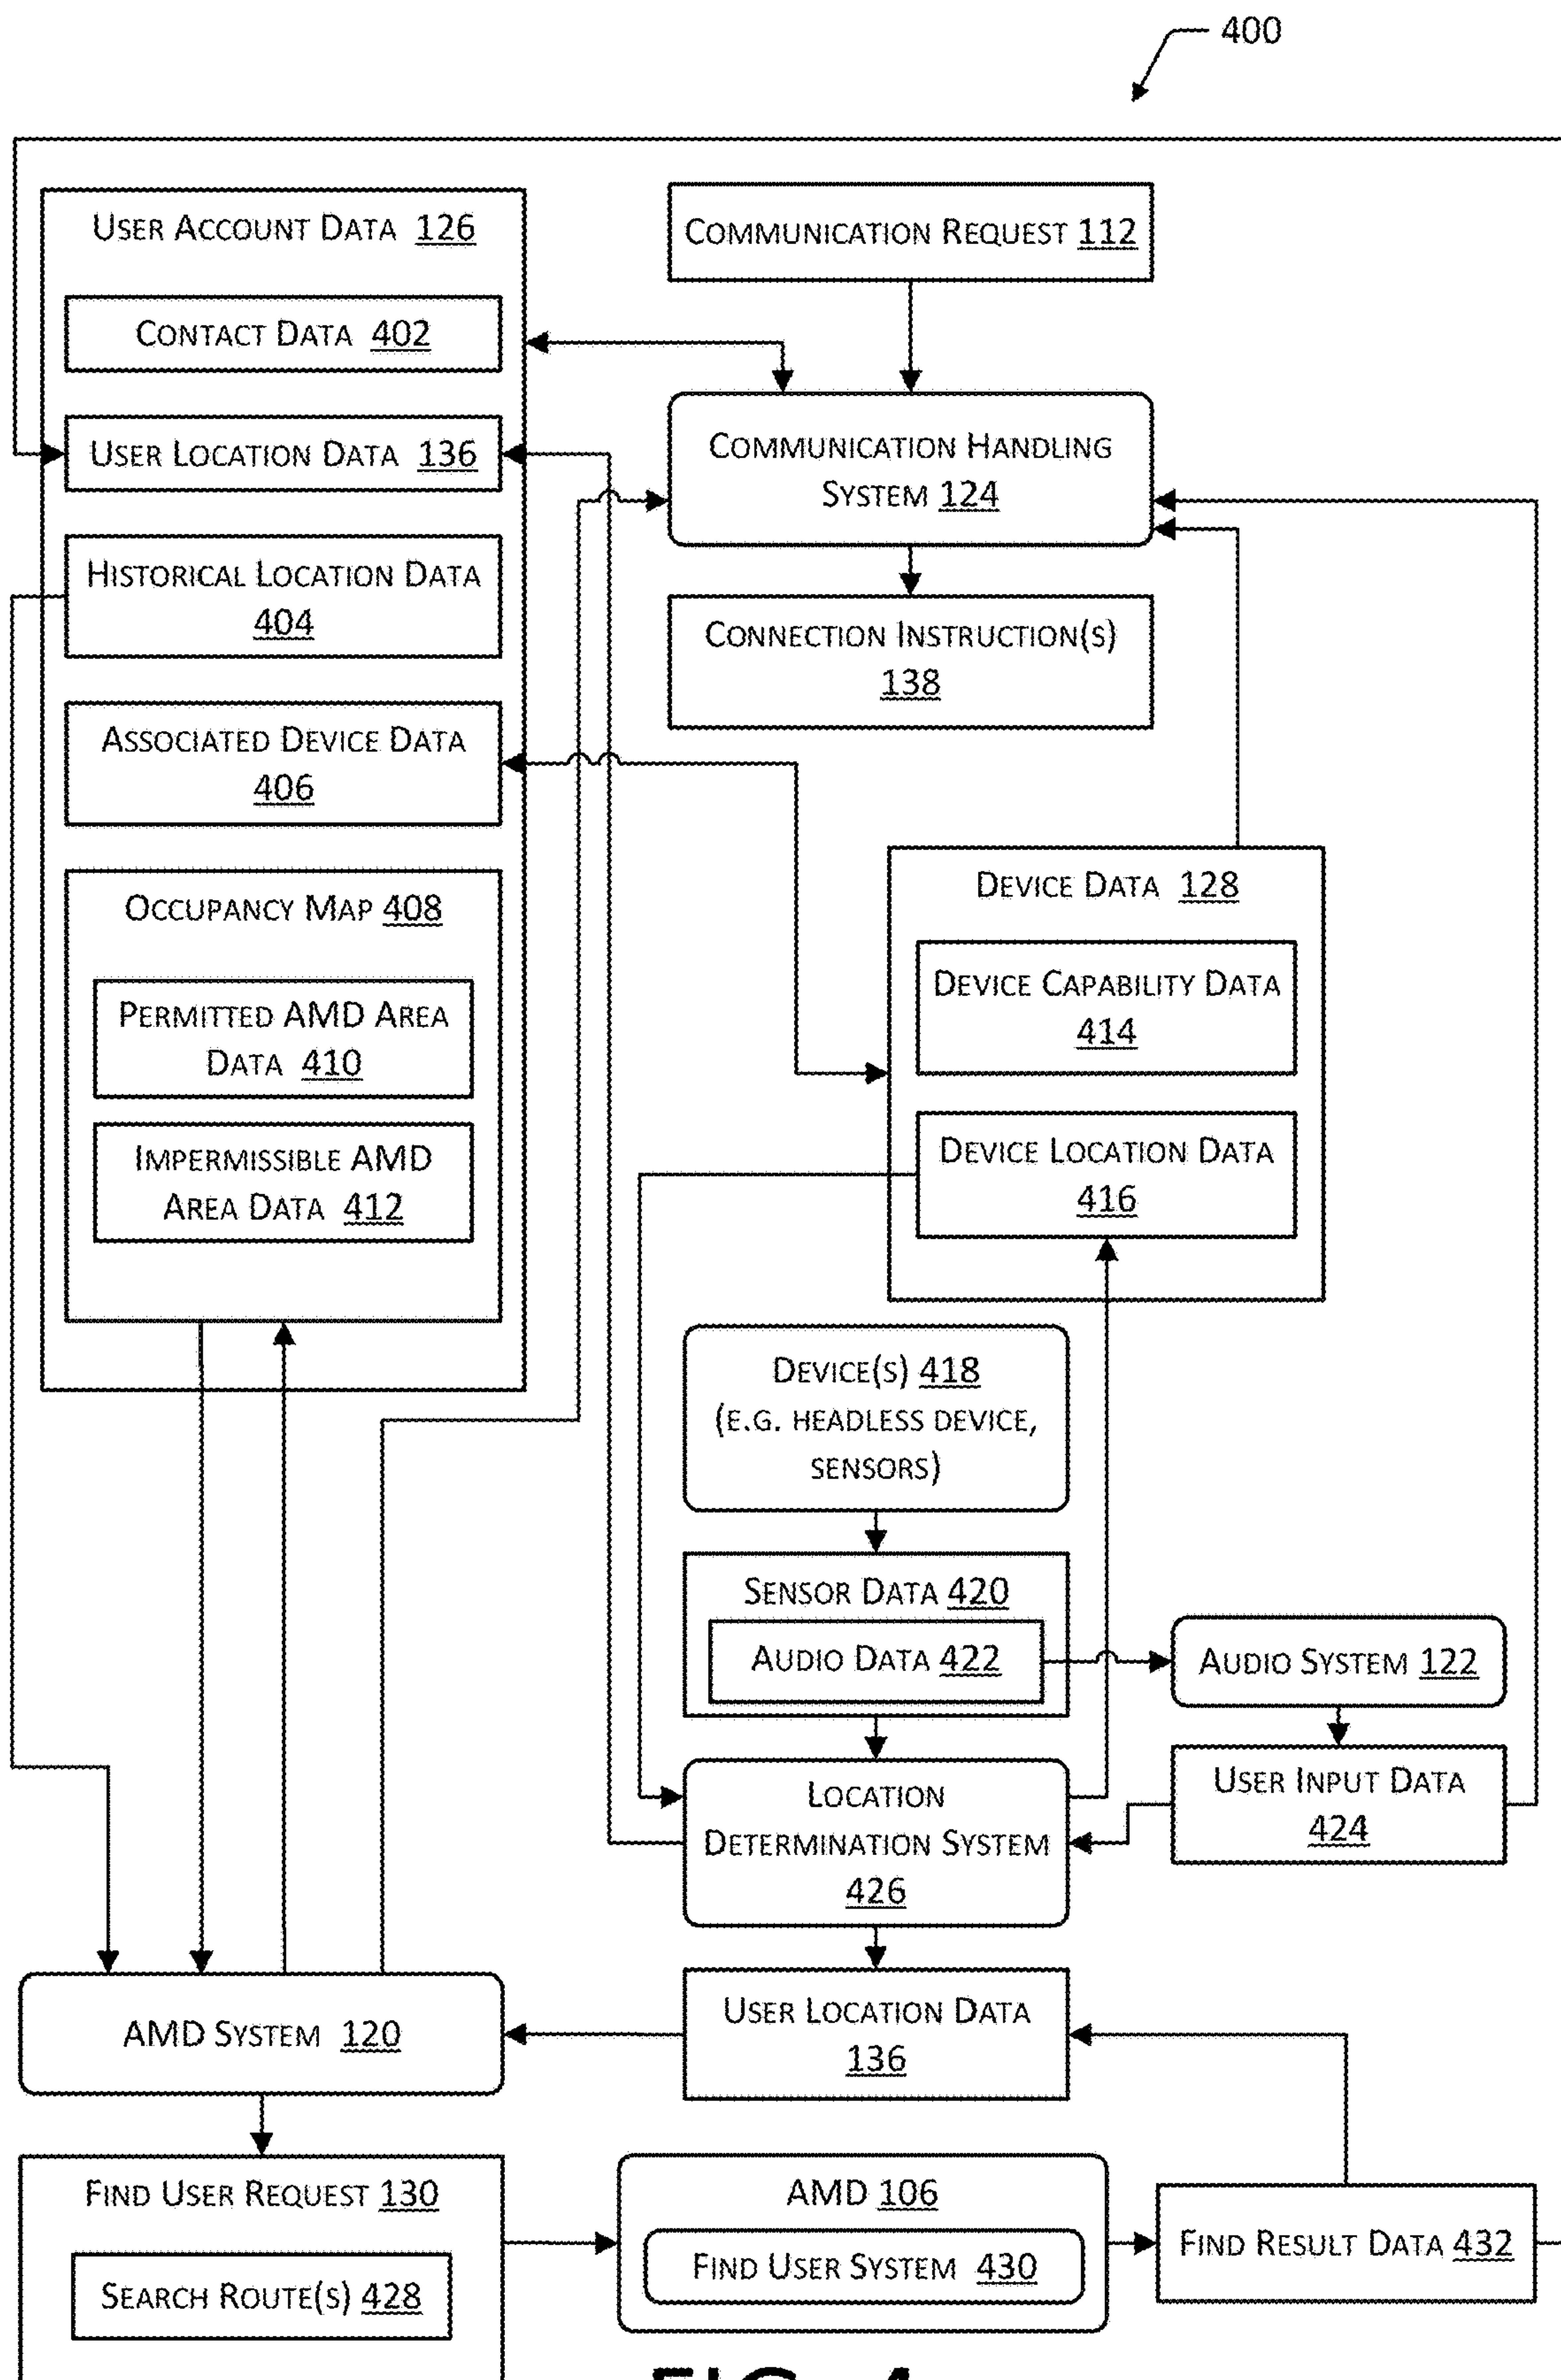 400
USER ACCOUNT DATA 126
CONTACT DATA 402
USER LOCATION DATA 136
HISTORICAL LOCATION DATA
404
ASSOCIATED DEVICE DATA
406
OCCUPANCY MAP 408
PERMITTED AMD AREA
DATA 410
IMPERMISSIBLE AMD
AREA DATA 412
COMMUNICATION REQUEST 112
COMMUNICATION HANDLING
SYSTEM 124
CONNECTION INSTRUCTION(S)
138
DEVICE DATA 128
DEVICE CAPABILITY DATA
414
DEVICE LOCATION DATA
416
DEVICE(S) 418
(E.G. HEADLESS DEVICE,
SENSORS)
SENSOR DATA 420
AUDIO DATA 422
AUDIO SYSTEM 122
USER INPUT DATA
424
LOCATION
DETERMINATION SYSTEM
426
USER LOCATION DATA
136
AMD SYSTEM 120
FIND USER REQUEST 130
SEARCH ROUTE(S) 428
AMD 106
FIND USER SYSTEM 430
FIND RESULT DATA 432
FIG. 4